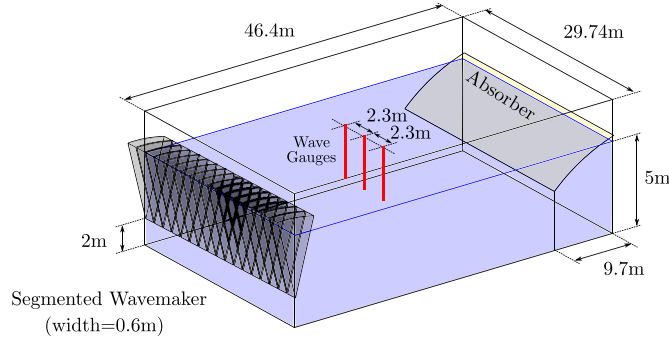 46.4m
29.74m
Absorber
2.3m
2.3m
Wave
Gauges
5m
2m
9.7m
Segmented Wavemaker
(width=0.6m)